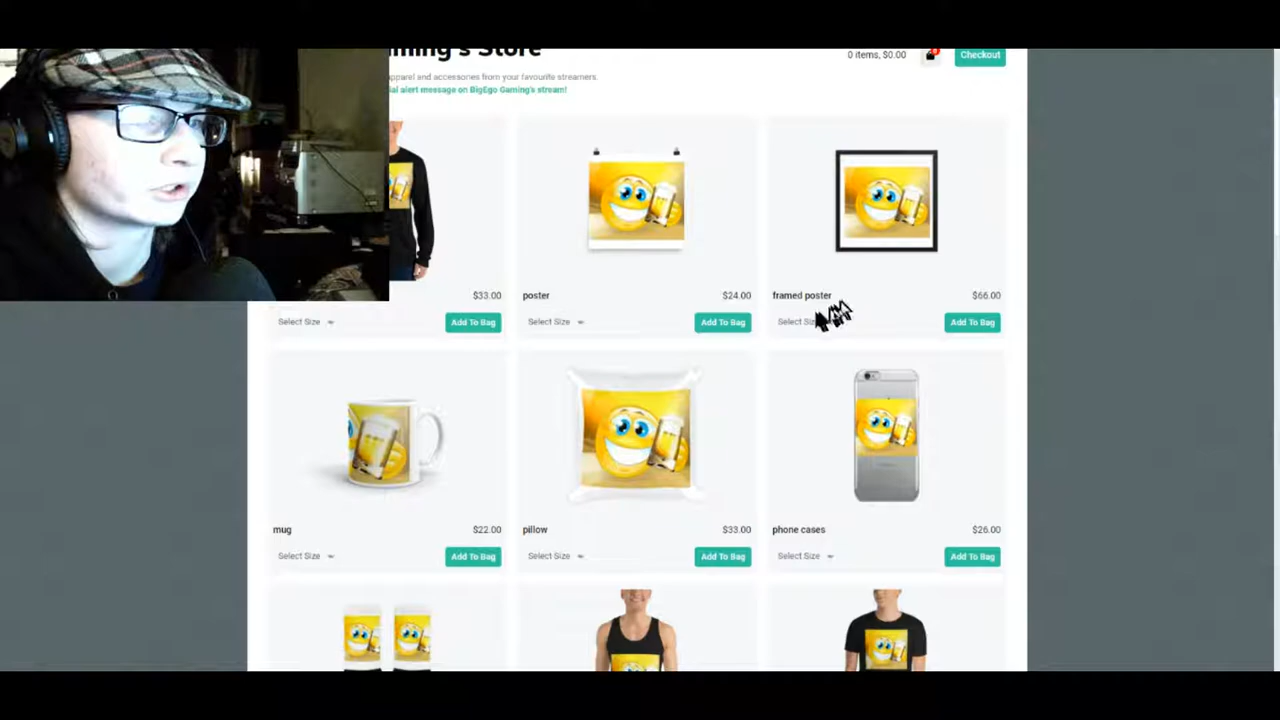 ming's Store
0 items, $0.00
Checkout
apparel and accessories from your favourite streamers.
ial alert message on BigEgo Gaming's stream!
$33.00
poster $24.00
framed poster $66.00
Select Size Add To Bag
Select Size Add To Bag
Select Add To Bag
mug $22.00
pillow $33.00
phone cases $26.00
Select Size Add To Bag
Select Size Add To Bag
Select Size Add To Bag